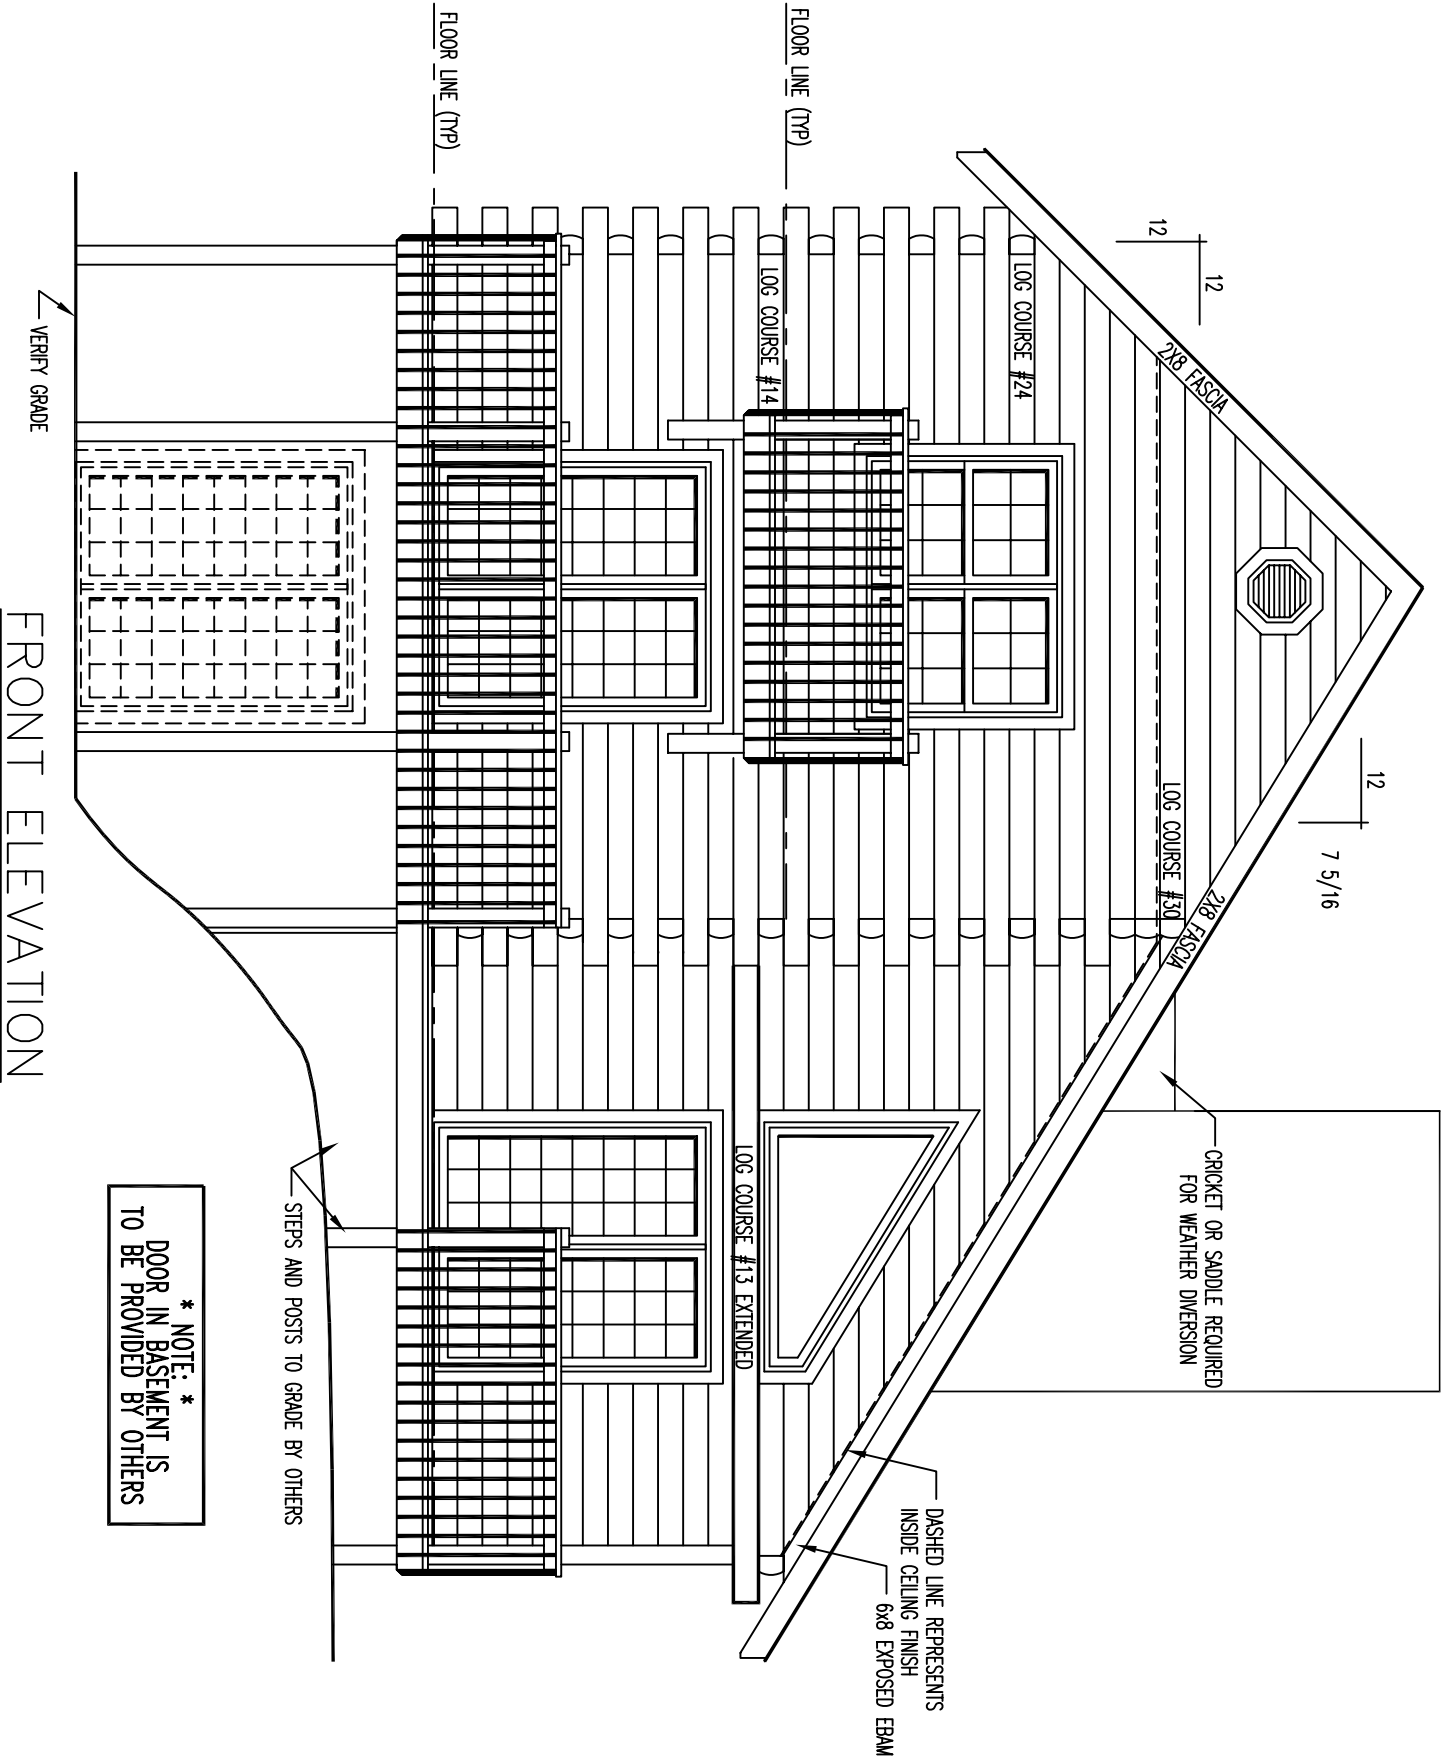 12
7 5/16
12
12
2X8 FASCIA
2X8 FASCIA
LOG COURSE #30
CRICKET OR SADDLE REQUIRED
FOR WEATHER DIVERSION
LOG COURSE #24
DASHED LINE REPRESENTS
INSIDE CEILING FINISH
6x8 EXPOSED EBAM
FLOOR LINE (TYP)
LOG COURSE #14
LOG COURSE #13 EXTENDED
FLOOR LINE (TYP)
STEPS AND POSTS TO GRADE BY OTHERS
VERIFY GRADE
* NOTE: *
DOOR IN BASEMENT IS
TO BE PROVIDED BY OTHERS
FRONT ELEVATION